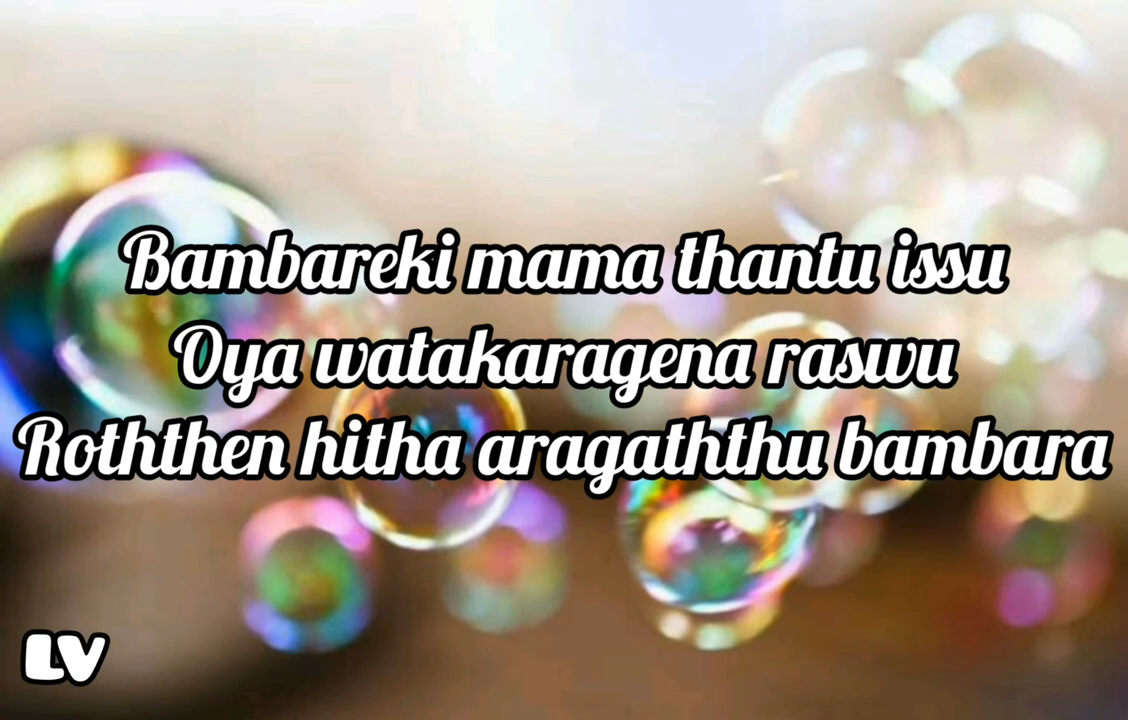 Bambareki mama thantu issu
Oya watakaragena raswu
Roththen hitha aragaththu bambara
LV